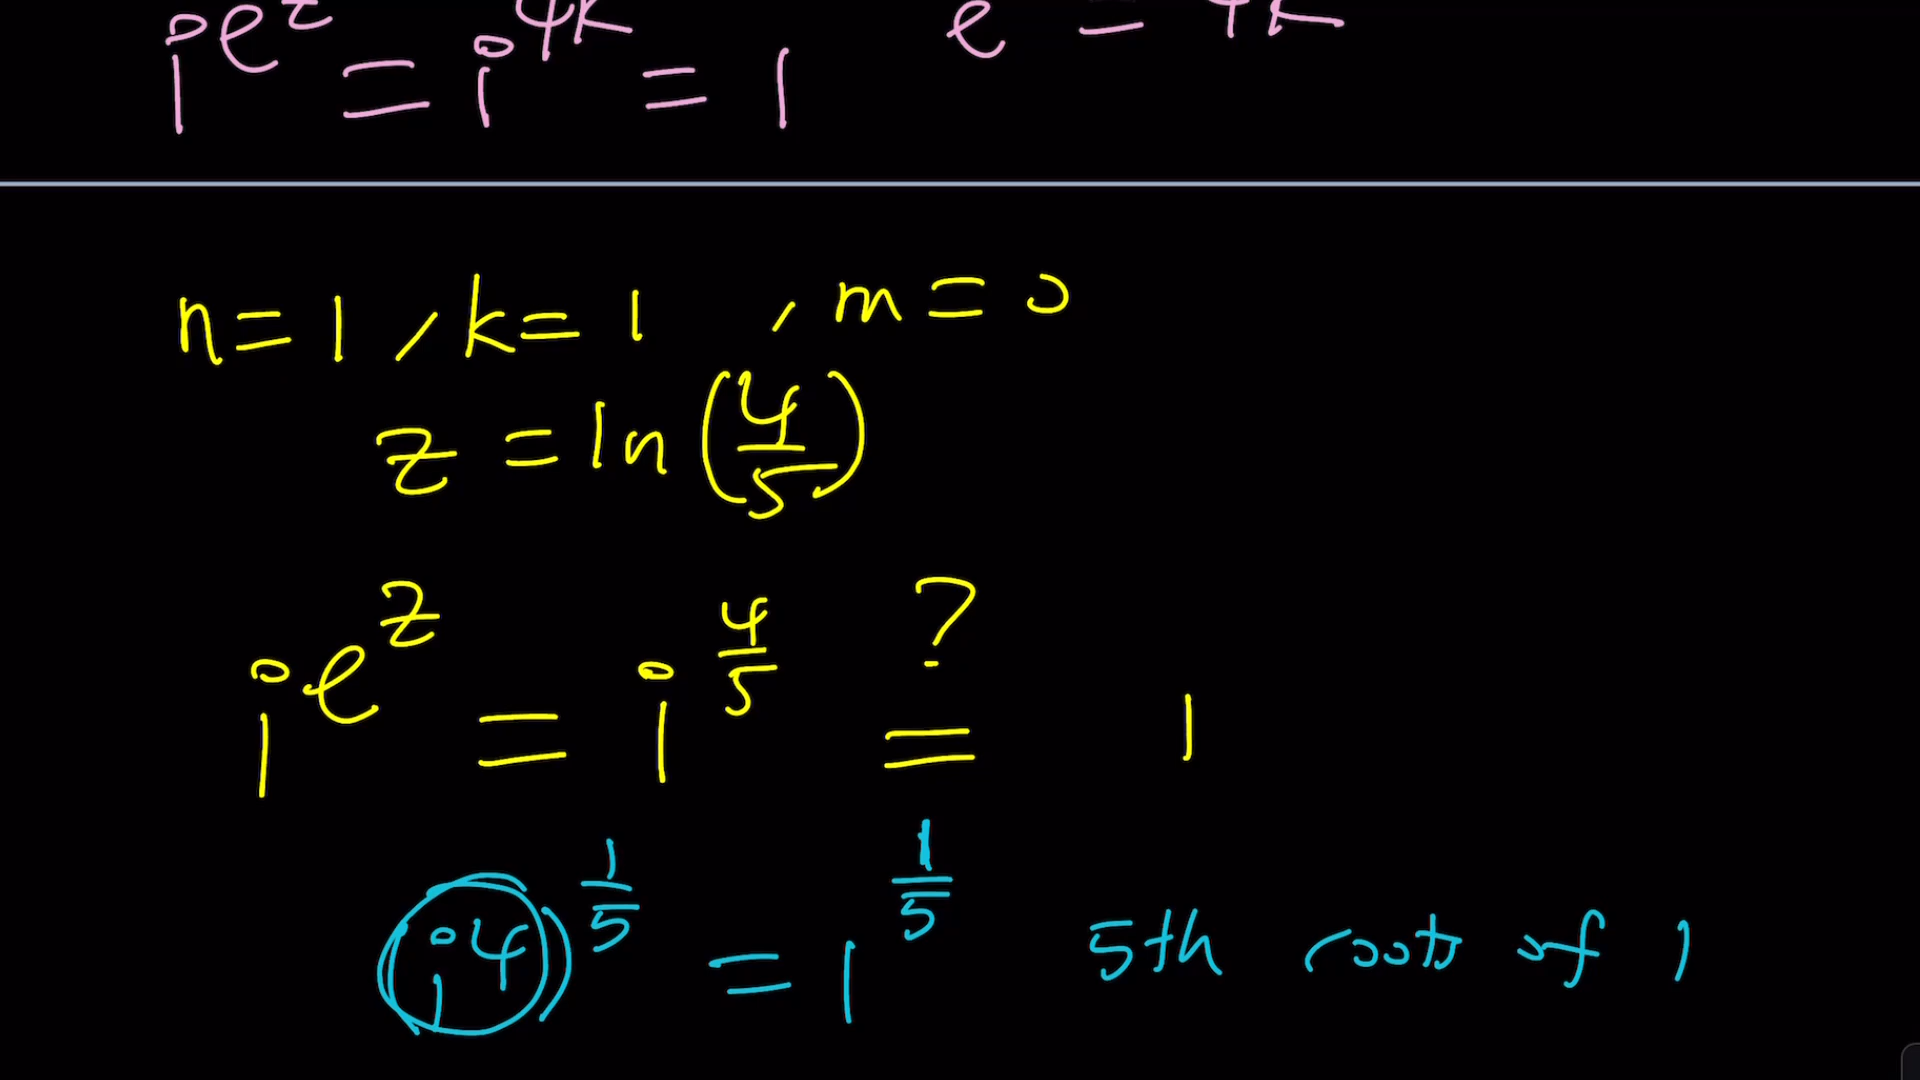 i^{e^z} = i^{4k} = 1    e^ = 4k
n = 1 , k = 1 , m = 0
z = ln(4/5)
i^{e^z} = i^{4/5} ?= 1
(i^4)^{1/5} = 1^{1/5}    5th roots of 1